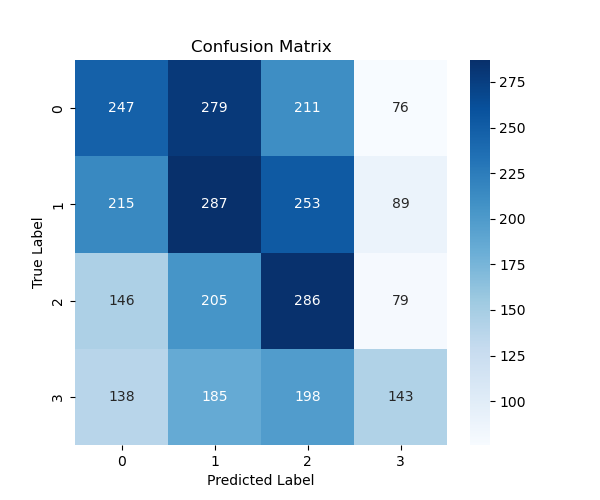 Confusion Matrix
True Label
0 247 279 211 76
1 215 287 253 89
2 146 205 286 79
3 138 185 198 143
0 1 2 3
Predicted Label
275
250
225
200
175
150
125
100